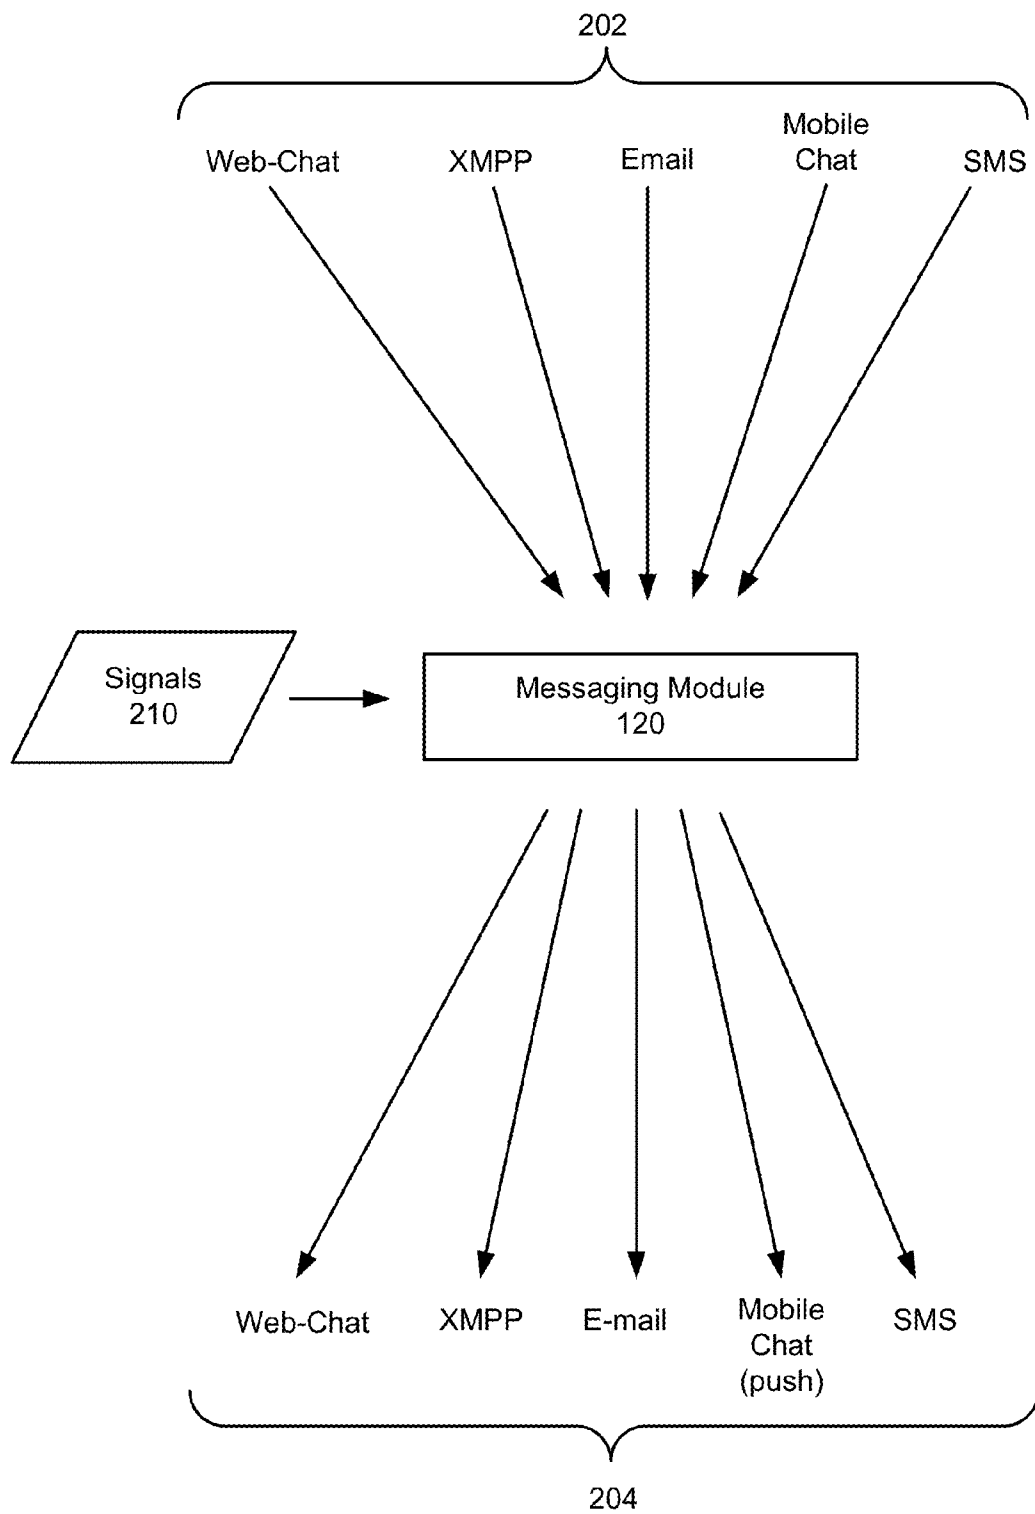 202
Web-Chat
XMPP
Email
Mobile
Chat
SMS
Signals
210
Messaging Module
120
Web-Chat
XMPP
E-mail
Mobile
Chat
(push)
SMS
204